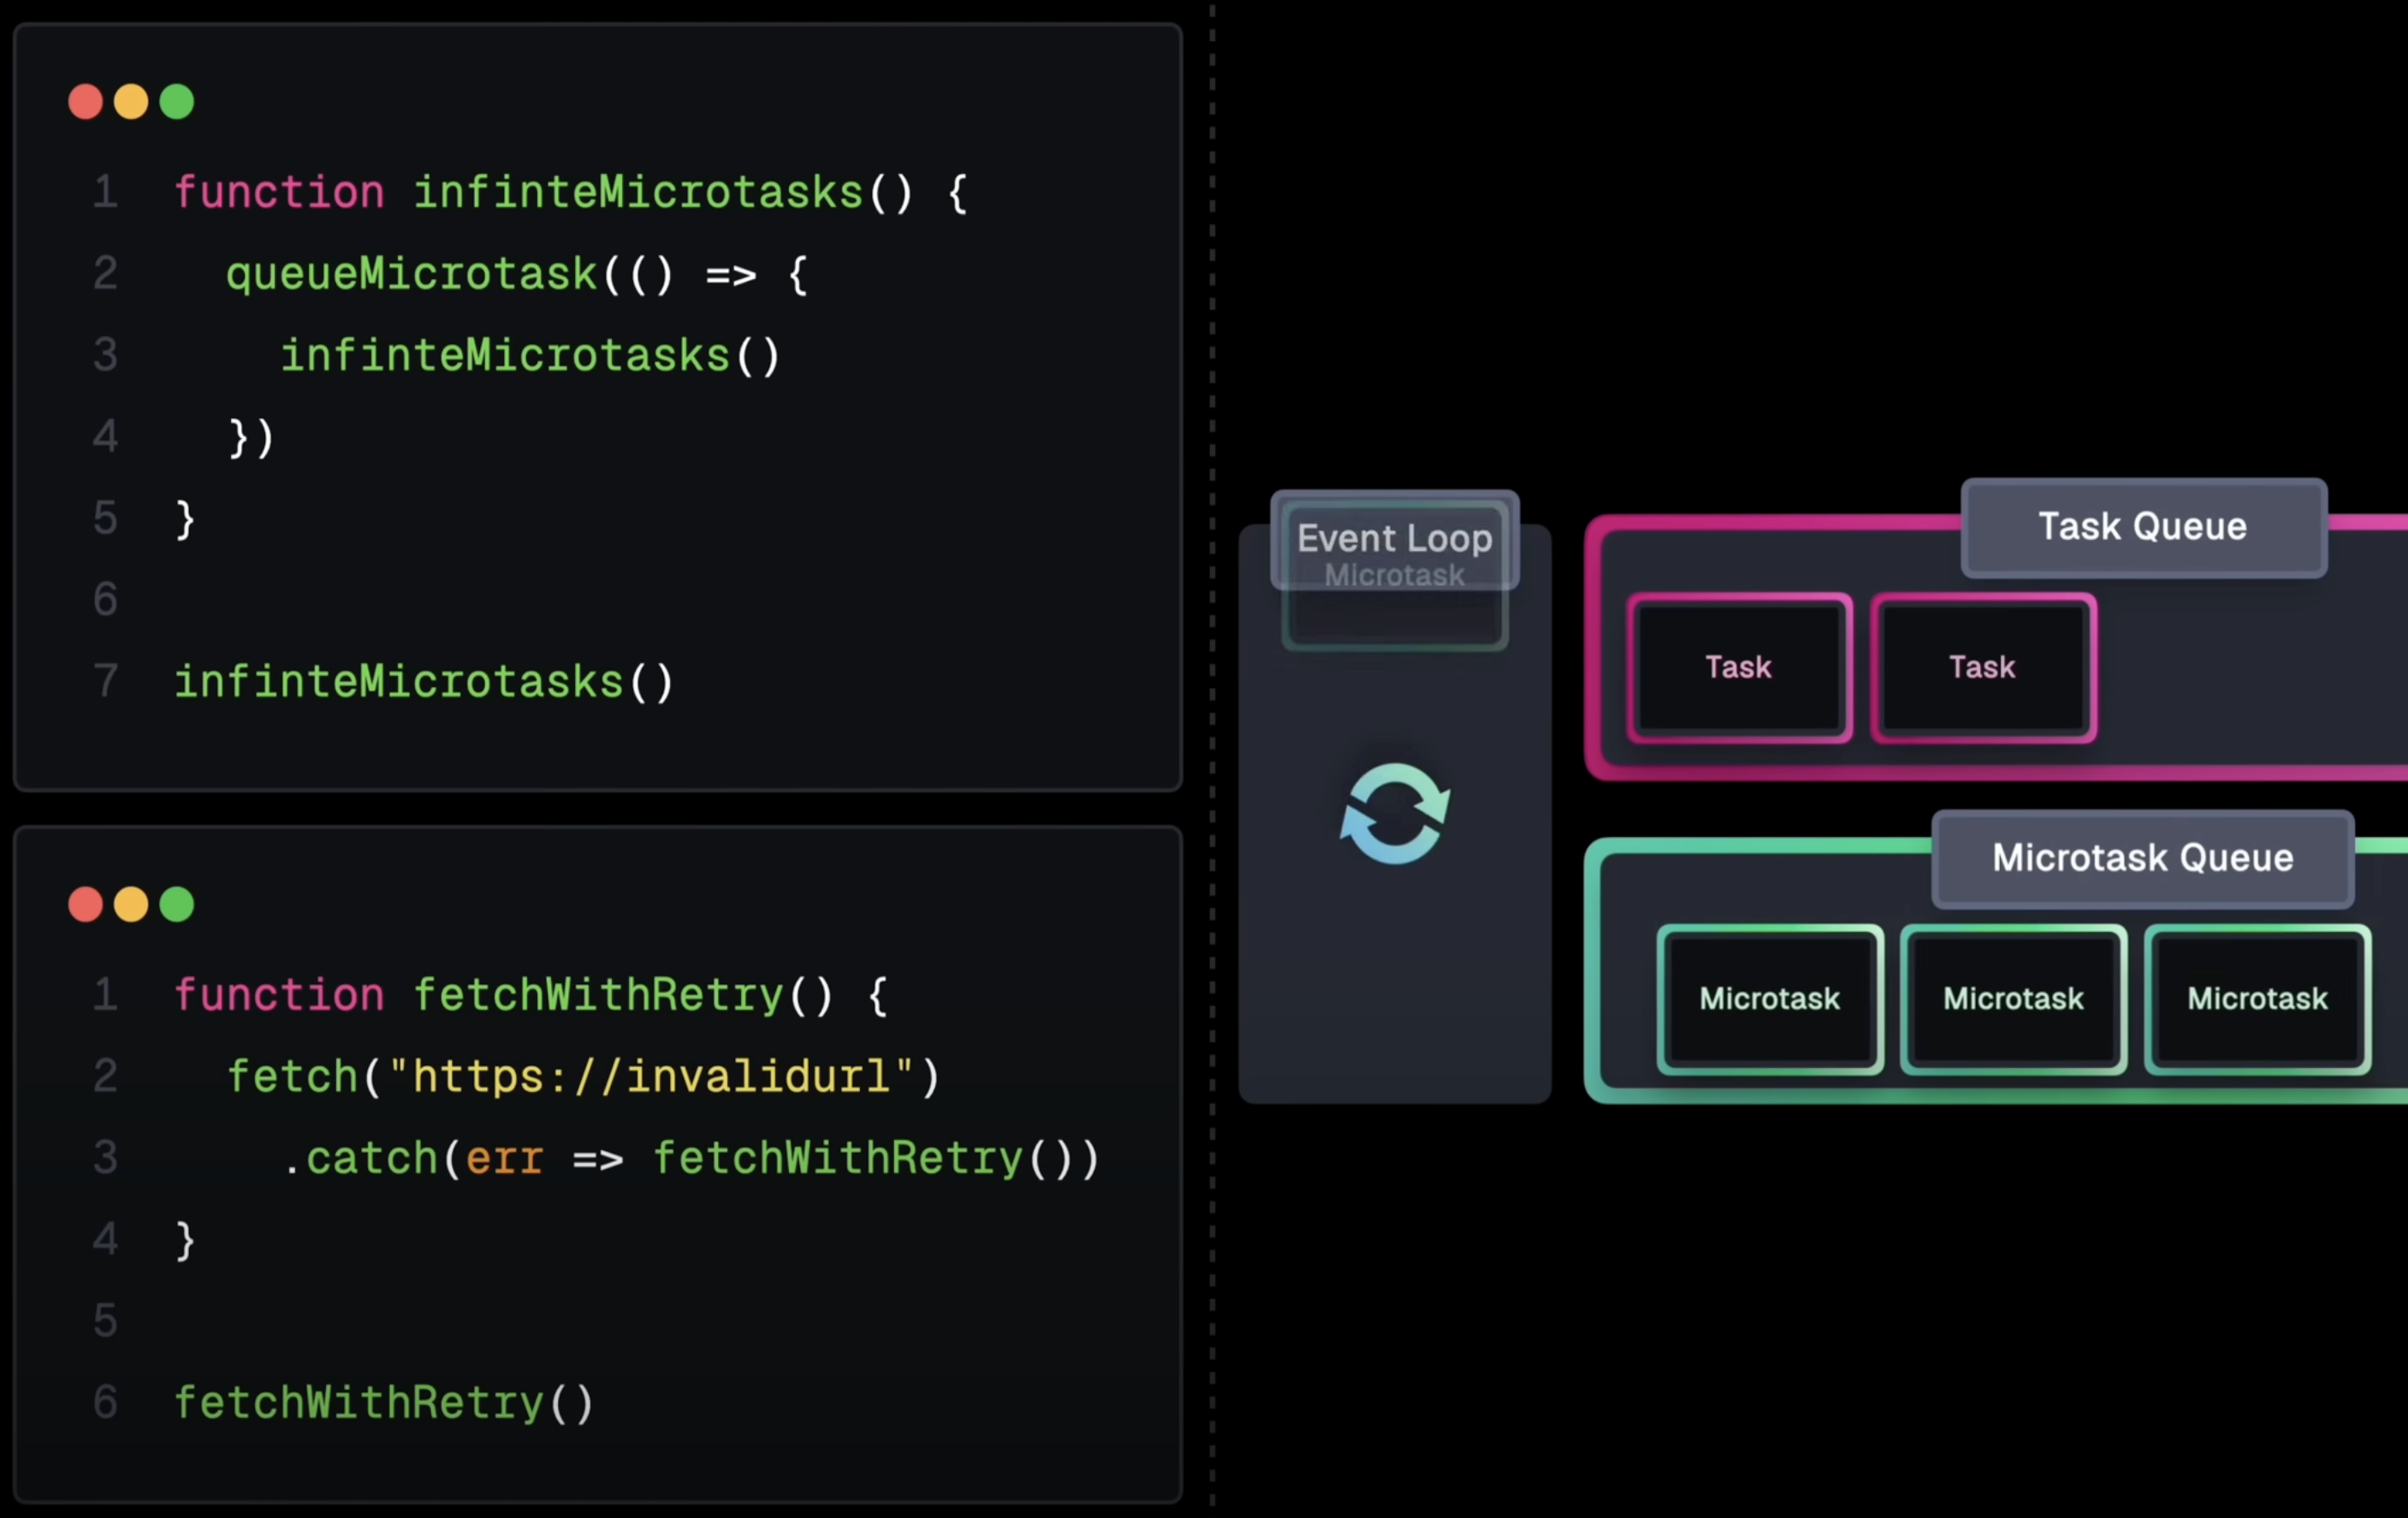 1 function infinteMicrotasks() {
2 queueMicrotask(() => {
3 infinteMicrotasks()
4 })
5 }
6
7 infinteMicrotasks()
1 function fetchWithRetry() {
2 fetch("https://invalidurl")
3 .catch(err => fetchWithRetry())
4 }
5
6 fetchWithRetry()
Event Loop
Microtask
Task Queue
Task Task
Microtask Queue
Microtask Microtask Microtask